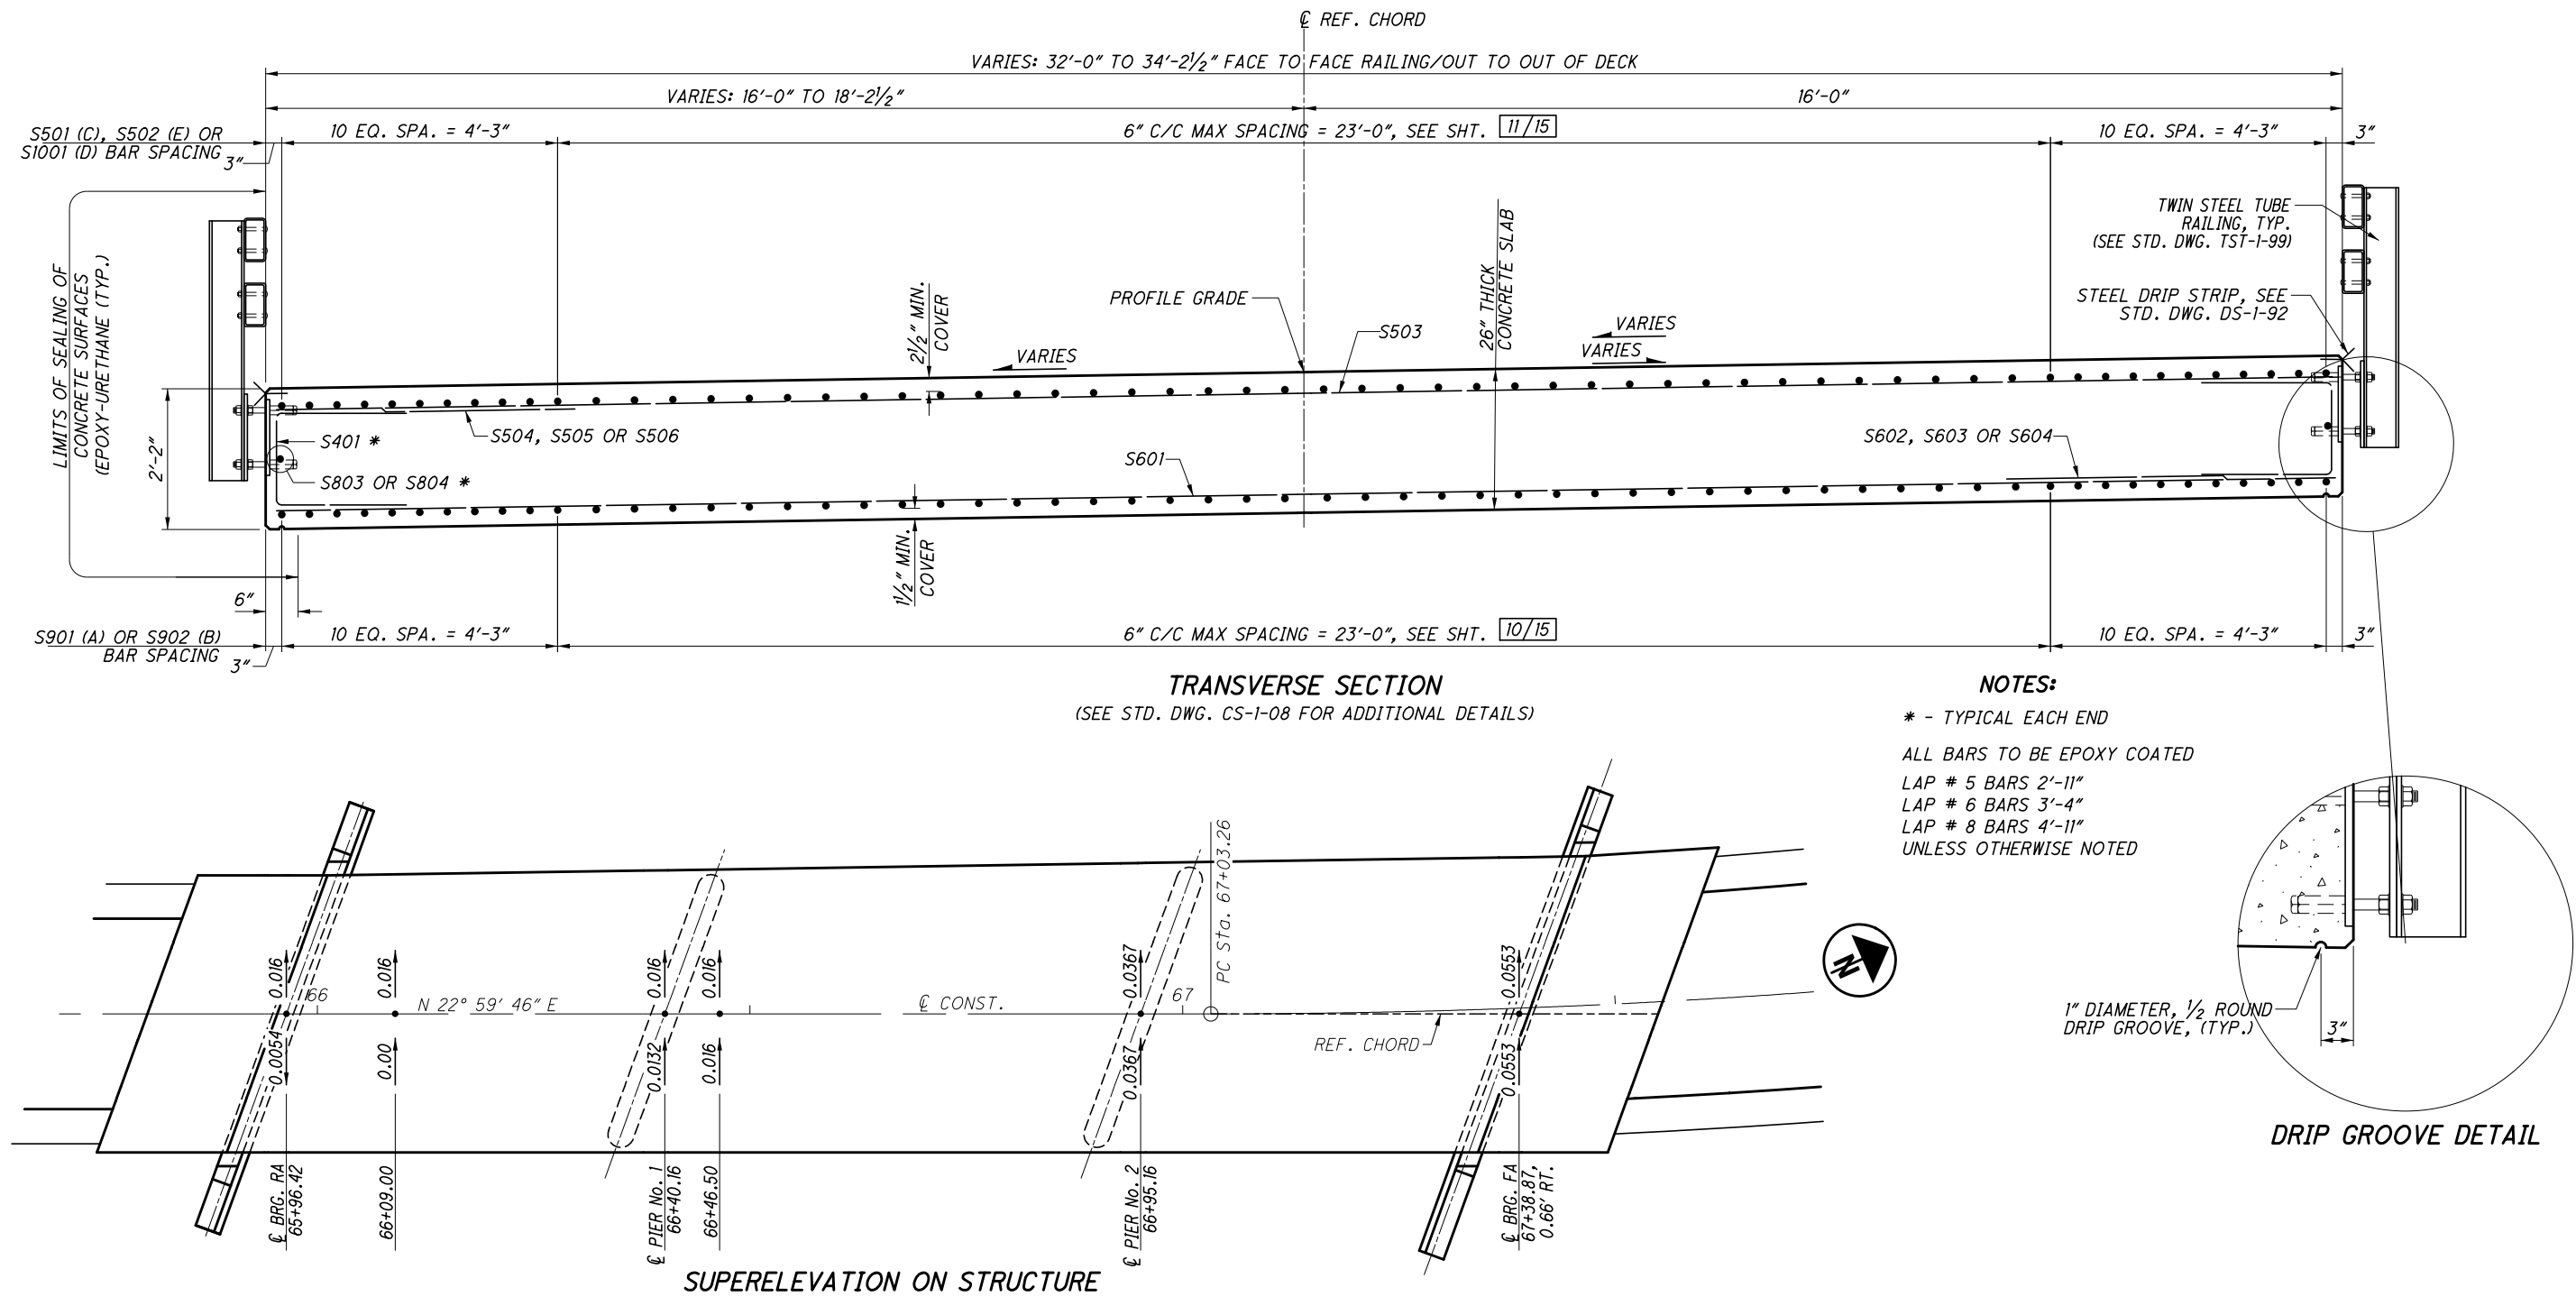 ℄ REF. CHORD
VARIES: 32'-0" TO 34'-2½" FACE TO FACE RAILING/OUT TO OUT OF DECK
VARIES: 16'-0" TO 18'-2½"
16'-0"
S501 (C), S502 (E) OR
S1001 (D) BAR SPACING
3"
10 EQ. SPA. = 4'-3"
6" C/C MAX SPACING = 23'-0", SEE SHT. 11/15
10 EQ. SPA. = 4'-3"
3"
LIMITS OF SEALING OF
CONCRETE SURFACES
(EPOXY-URETHANE (TYP.)
2'-2"
TWIN STEEL TUBE
RAILING, TYP.
(SEE STD. DWG. TST-1-99)
STEEL DRIP STRIP, SEE
STD. DWG. DS-1-92
2½" MIN.
COVER
PROFILE GRADE
26" THICK
CONCRETE SLAB
S503
VARIES
VARIES
VARIES
S401 *
S504, S505 OR S506
S803 OR S804 *
S601
S602, S603 OR S604
1½" MIN.
COVER
6"
S901 (A) OR S902 (B)
BAR SPACING
3"
10 EQ. SPA. = 4'-3"
6" C/C MAX SPACING = 23'-0", SEE SHT. 10/15
10 EQ. SPA. = 4'-3"
3"
TRANSVERSE SECTION
(SEE STD. DWG. CS-1-08 FOR ADDITIONAL DETAILS)
NOTES:
* - TYPICAL EACH END
ALL BARS TO BE EPOXY COATED
LAP # 5 BARS 2'-11"
LAP # 6 BARS 3'-4"
LAP # 8 BARS 4'-11"
UNLESS OTHERWISE NOTED
PC Sta. 67+03.26
0.016
0.016
0.016
0.016
0.0367
0.0553
66
N 22° 59' 46" E
℄ CONST.
67
0.0054
0.00
0.0132
0.016
0.0367
0.0553
REF. CHORD
N
℄ BRG. RA
65+96.42
66+09.00
℄ PIER No. 1
66+40.16
66+46.50
℄ PIER No. 2
66+95.16
℄ BRG. FA
67+38.87,
0.66' RT.
SUPERELEVATION ON STRUCTURE
1" DIAMETER, ½ ROUND
DRIP GROOVE, (TYP.)
3"
DRIP GROOVE DETAIL